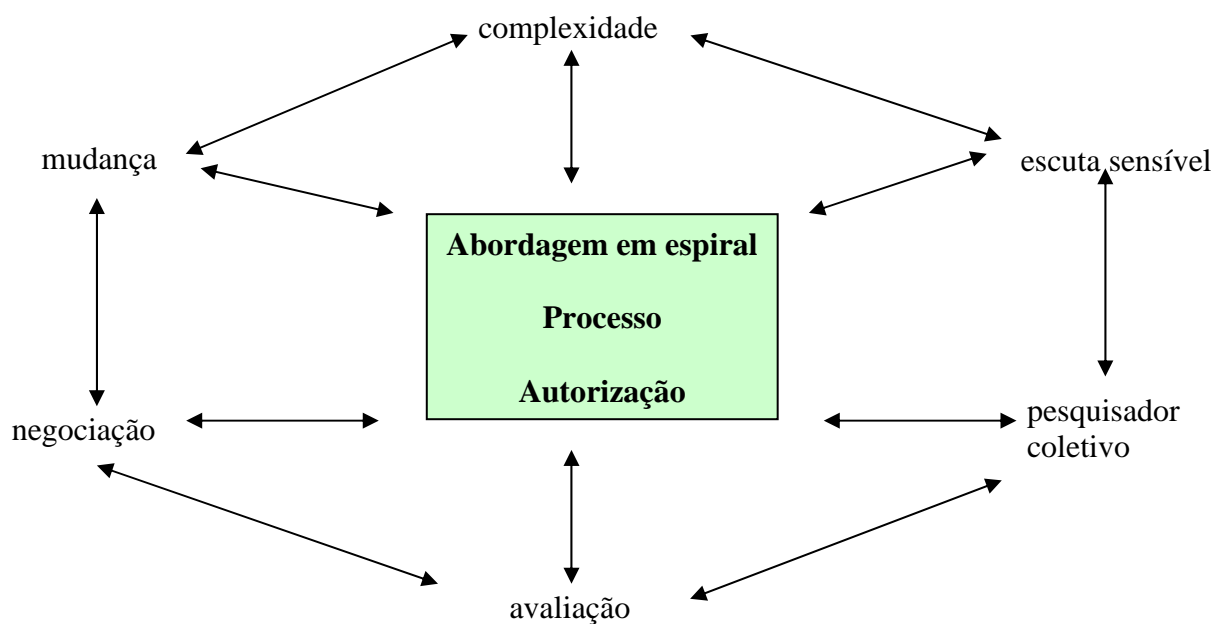 complexidade
mudança
escuta sensível
Abordagem em espiral
Processo
Autorização
negociação
pesquisador
coletivo
avaliação